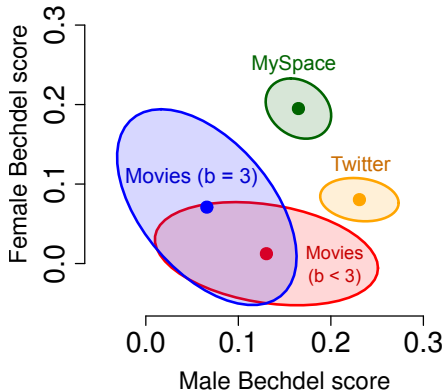 0.3
0.2
0.1
0.0
Female Bechdel score
MySpace
Twitter
Movies (b = 3)
Movies
(b < 3)
0.0 0.1 0.2 0.3
Male Bechdel score